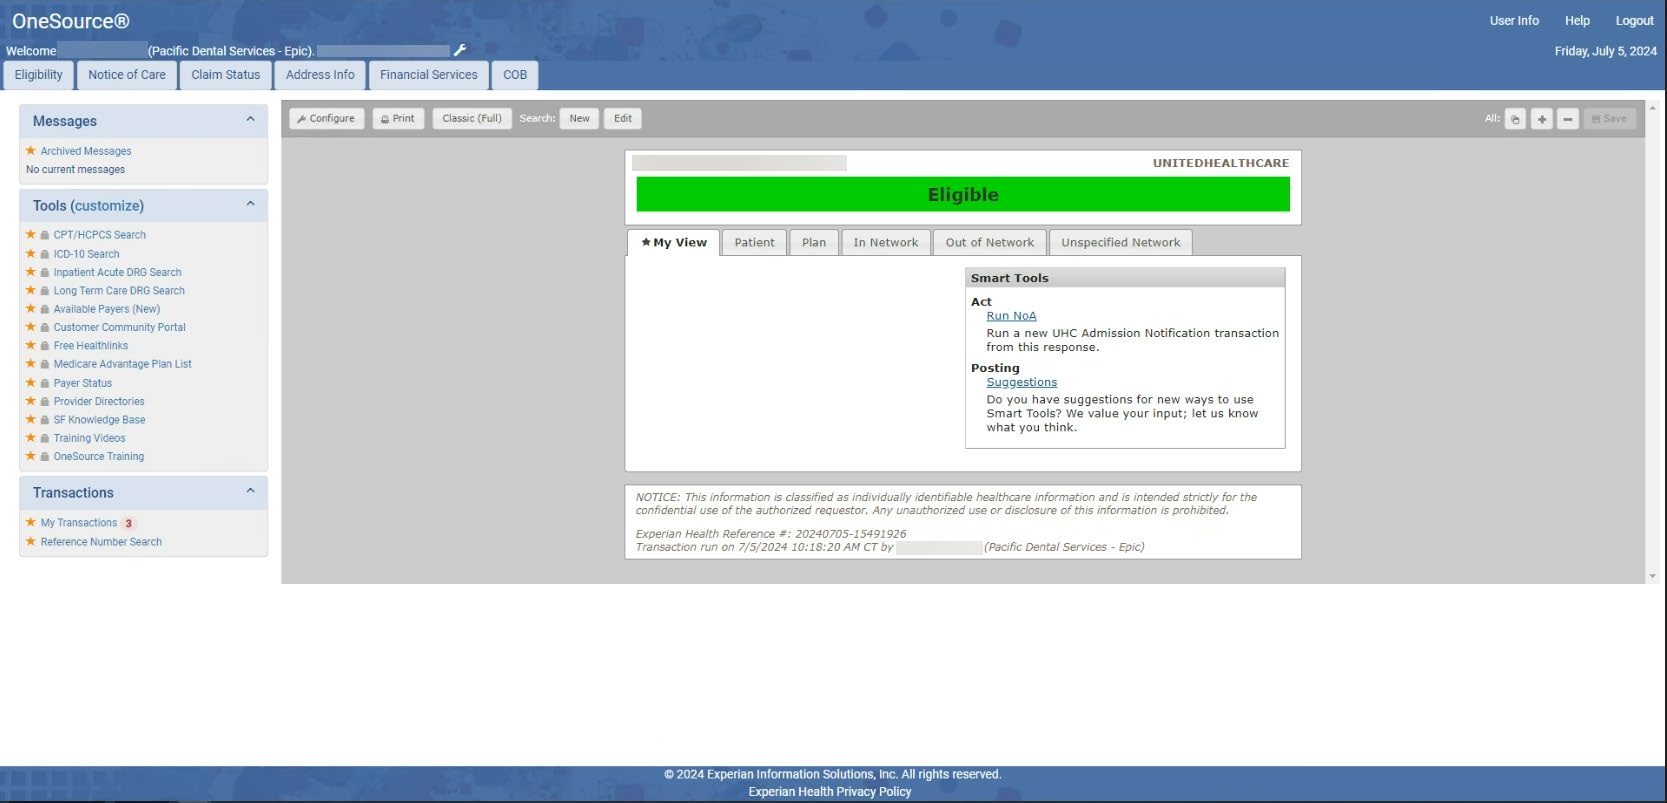 OneSource®
User Info Help Logout
Welcome (Pacific Dental Services - Epic).
Friday, July 5, 2024
Eligibility Notice of Care Claim Status Address Info Financial Services COB
Messages
Archived Messages
No current messages
Tools (customize)
CPT/HCPCS Search
ICD-10 Search
Inpatient Acute DRG Search
Long Term Care DRG Search
Available Payers (New)
Customer Community Portal
Free Healthlinks
Medicare Advantage Plan List
Payer Status
Provider Directories
SF Knowledge Base
Training Videos
OneSource Training
Transactions
My Transactions 3
Reference Number Search
Configure Print Classic (Full) Search: New Edit All: Save
UNITEDHEALTHCARE
Eligible
My View Patient Plan In Network Out of Network Unspecified Network
Smart Tools
Act
Run NoA
Run a new UHC Admission Notification transaction
from this response.
Posting
Suggestions
Do you have suggestions for new ways to use
Smart Tools? We value your input; let us know
what you think.
NOTICE: This information is classified as individually identifiable healthcare information and is intended strictly for the
confidential use of the authorized requestor. Any unauthorized use or disclosure of this information is prohibited.
Experian Health Reference #: 20240705-15491926
Transaction run on 7/5/2024 10:18:20 AM CT by (Pacific Dental Services - Epic)
© 2024 Experian Information Solutions, Inc. All rights reserved.
Experian Health Privacy Policy